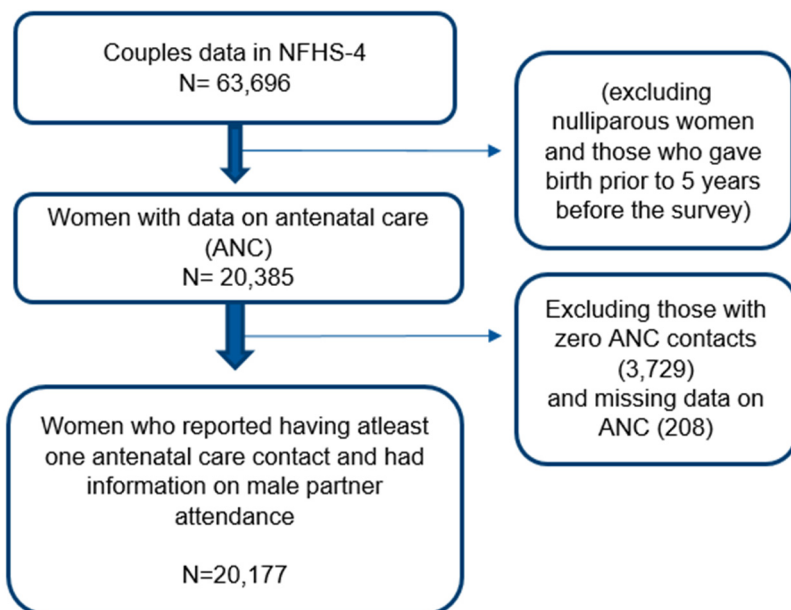 Couples data in NFHS-4
N= 63,696
(excluding
nulliparous women
and those who gave
birth prior to 5 years
before the survey)
Women with data on antenatal care
(ANC)
N= 20,385
Excluding those with
zero ANC contacts
(3,729)
and missing data on
ANC (208)
Women who reported having atleast
one antenatal care contact and had
information on male partner
attendance
N=20,177